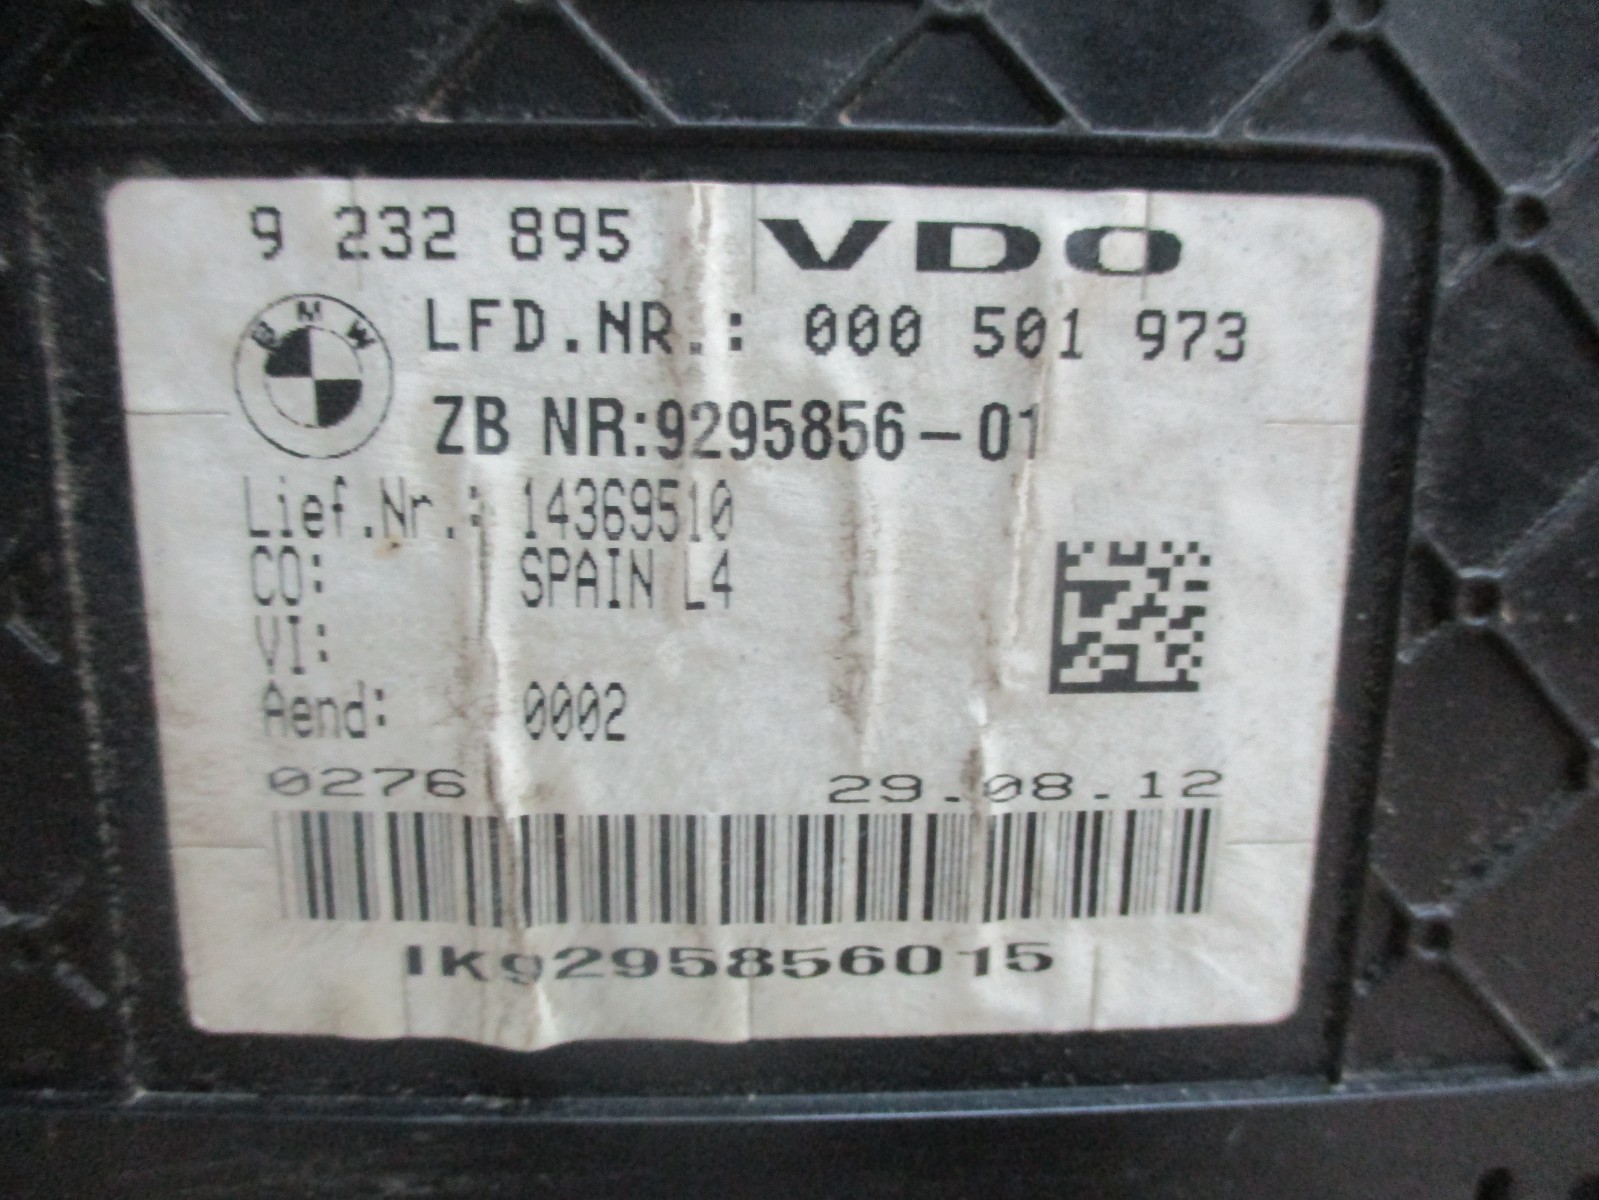 9 232 895 VDO
BMW
LFD.NR.: 000 501 973
ZB NR:9295856-01
Lief.Nr.: 14369510
CO: SPAIN L4
VI:
Aend: 0002
0276 29.08.12
Ikg295856015